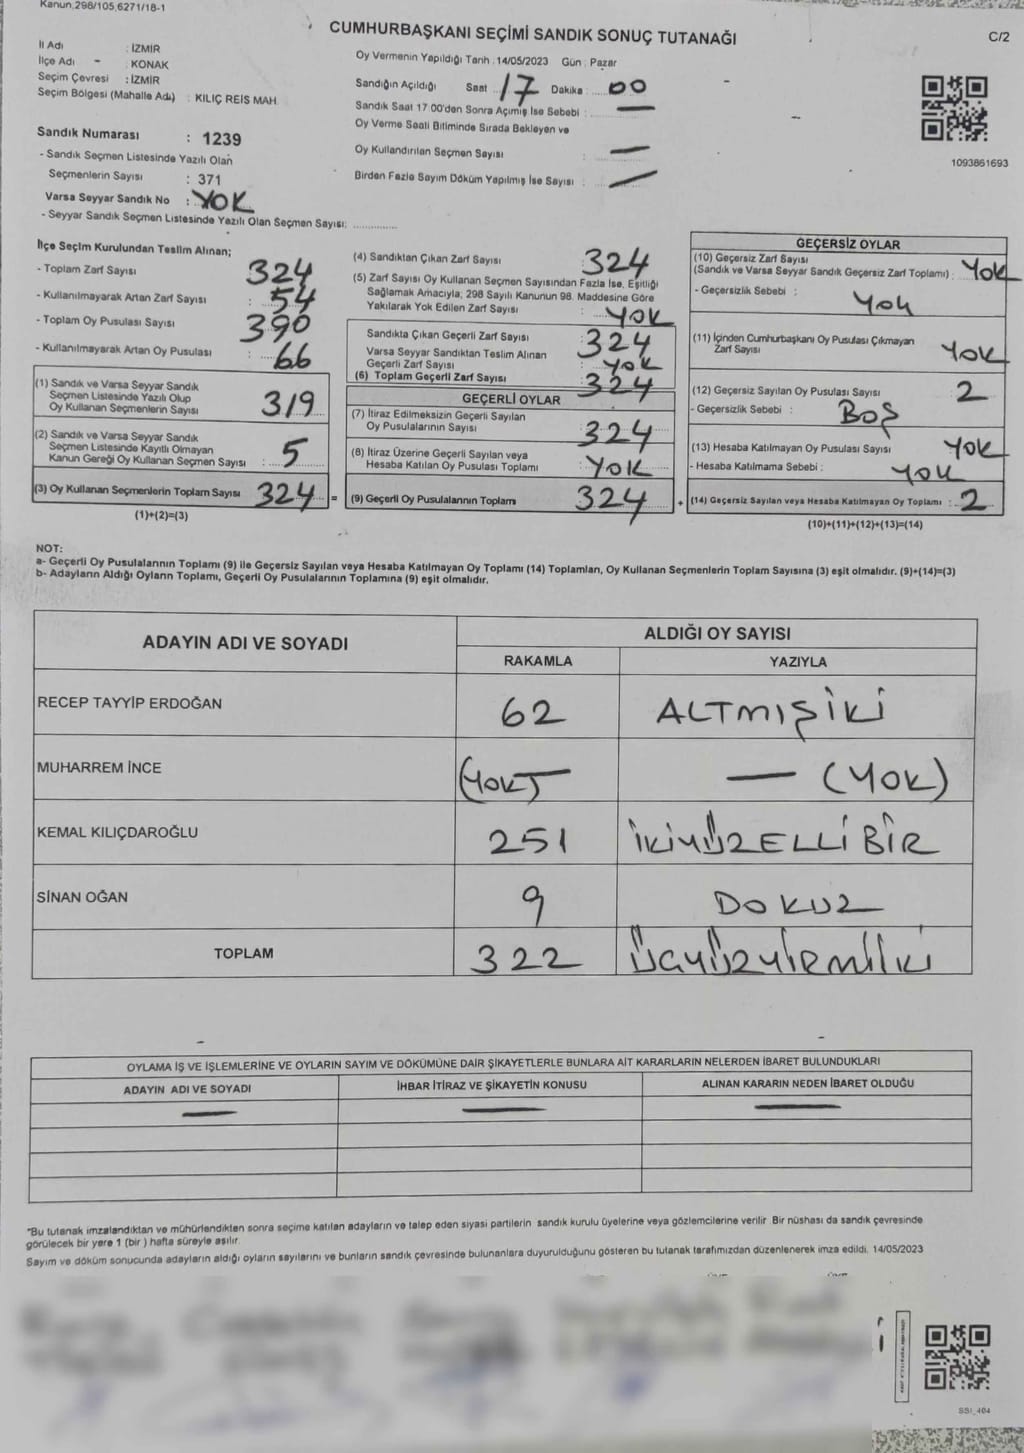 Kanun,298/105,6271/18-1
CUMHURBAŞKANI SEÇİMİ SANDIK SONUÇ TUTANAĞI
C/2
İl Adı : İZMİR
İlçe Adı - : KONAK
Seçim Çevresi : İZMİR
Seçim Bölgesi (Mahalle Adı) : KILIÇ REİS MAH.
Oy Vermenin Yapıldığı Tarih : 14/05/2023 Gün : Pazar
Sandığın Açıldığı Saat : 17 Dakika : 00
Sandık Saat 17:00'den Sonra Açımış İse Sebebi : —
Oy Verme Saati Bitiminde Sırada Bekleyen ve
Oy Kullandırılan Seçmen Sayısı : —
Birden Fazla Sayım Döküm Yapılmış İse Sayısı : —
1093861693
Sandık Numarası : 1239
- Sandık Seçmen Listesinde Yazılı Olan
Seçmenlerin Sayısı : 371
Varsa Seyyar Sandık No : YOK
- Seyyar Sandık Seçmen Listesinde Yazılı Olan Seçmen Sayısı: ..............
İlçe Seçim Kurulundan Teslim Alınan;
- Toplam Zarf Sayısı 324
- Kullanılmayarak Artan Zarf Sayısı : 54
- Toplam Oy Pusulası Sayısı 390
- Kullanılmayarak Artan Oy Pusulası : 66
(1) Sandık ve Varsa Seyyar Sandık
Seçmen Listesinde Yazılı Olup
Oy Kullanan Seçmenlerin Sayısı 319
(2) Sandık ve Varsa Seyyar Sandık
Seçmen Listesinde Kayıtlı Olmayan
Kanun Gereği Oy Kullanan Seçmen Sayısı : 5
(3) Oy Kullanan Seçmenlerin Toplam Sayısı 324 =
(1)+(2)=(3)
(4) Sandıktan Çıkan Zarf Sayısı : 324
(5) Zarf Sayısı Oy Kullanan Seçmen Sayısından Fazla İse, Eşitliği
Sağlamak Amacıyla, 298 Sayılı Kanunun 98. Maddesine Göre
Yakılarak Yok Edilen Zarf Sayısı : YOK
Sandıkta Çıkan Geçerli Zarf Sayısı : 324
Varsa Seyyar Sandıktan Teslim Alınan
Geçerli Zarf Sayısı : YOK
(6) Toplam Geçerli Zarf Sayısı : 324
GEÇERLİ OYLAR
(7) İtiraz Edilmeksizin Geçerli Sayılan
Oy Pusulalarının Sayısı : 324
(8) İtiraz Üzerine Geçerli Sayılan veya
Hesaba Katılan Oy Pusulası Toplamı : YOK
(9) Geçerli Oy Pusulalarının Toplamı 324 +
GEÇERSİZ OYLAR
(10) Geçersiz Zarf Sayısı
(Sandık ve Varsa Seyyar Sandık Geçersiz Zarf Toplamı) : YOK
- Geçersizlik Sebebi : YOK
(11) İçinden Cumhurbaşkanı Oy Pusulası Çıkmayan
Zarf Sayısı YOK
(12) Geçersiz Sayılan Oy Pusulası Sayısı : 2
- Geçersizlik Sebebi : BOŞ
(13) Hesaba Katılmayan Oy Pusulası Sayısı YOK
- Hesaba Katılmama Sebebi : YOK
(14) Geçersiz Sayılan veya Hesaba Katılmayan Oy Toplamı : 2
(10)+(11)+(12)+(13)=(14)
NOT:
a- Geçerli Oy Pusulalarının Toplamı (9) ile Geçersiz Sayılan veya Hesaba Katılmayan Oy Toplamı (14) Toplamları, Oy Kullanan Seçmenlerin Toplam Sayısına (3) eşit olmalıdır. (9)+(14)=(3)
b- Adayların Aldığı Oyların Toplamı, Geçerli Oy Pusulalarının Toplamına (9) eşit olmalıdır.
ADAYIN ADI VE SOYADI
ALDIĞI OY SAYISI
RAKAMLA YAZIYLA
RECEP TAYYİP ERDOĞAN 62 ALTMIŞİKİ
MUHARREM İNCE (YOK) — (YOK)
KEMAL KILIÇDAROĞLU 251 İKİYÜZELLİBİR
SİNAN OĞAN 9 DOKUZ
TOPLAM 322 ÜÇYÜZYİRMİİKİ
OYLAMA İŞ VE İŞLEMLERİNE VE OYLARIN SAYIM VE DÖKÜMÜNE DAİR ŞİKAYETLERLE BUNLARA AİT KARARLARIN NELERDEN İBARET BULUNDUKLARI
ADAYIN ADI VE SOYADI İHBAR İTİRAZ VE ŞİKAYETİN KONUSU ALINAN KARARIN NEDEN İBARET OLDUĞU
— — —
*Bu tutanak imzalandıktan ve mühürlendikten sonra seçime katılan adayların ve talep eden siyasi partilerin sandık kurulu üyelerine veya gözlemcilerine verilir. Bir nüshası da sandık çevresinde
görülecek bir yere 1 (bir ) hafta süreyle asılır.
Sayım ve döküm sonucunda adayların aldığı oyların sayılarını ve bunların sandık çevresinde bulunanlara duyurulduğunu gösteren bu tutanak tarafımızdan düzenlenerek imza edildi. 14/05/2023
SSI_404